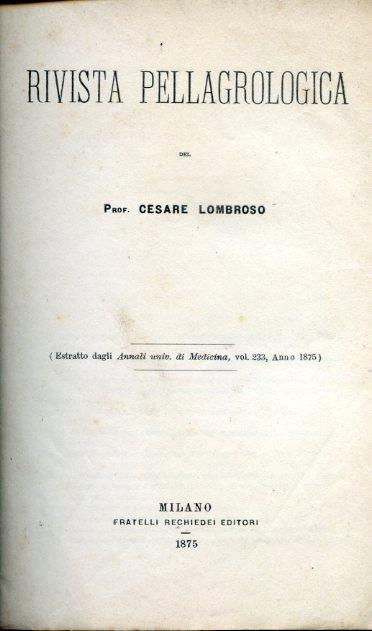 RIVISTA PELLAGROLOGICA
DEL
PROF. CESARE LOMBROSO
(Estratto dagli Annali univ. di Medicina, vol. 233, Anno 1875)
MILANO
FRATELLI RECHIEDEI EDITORI
1875